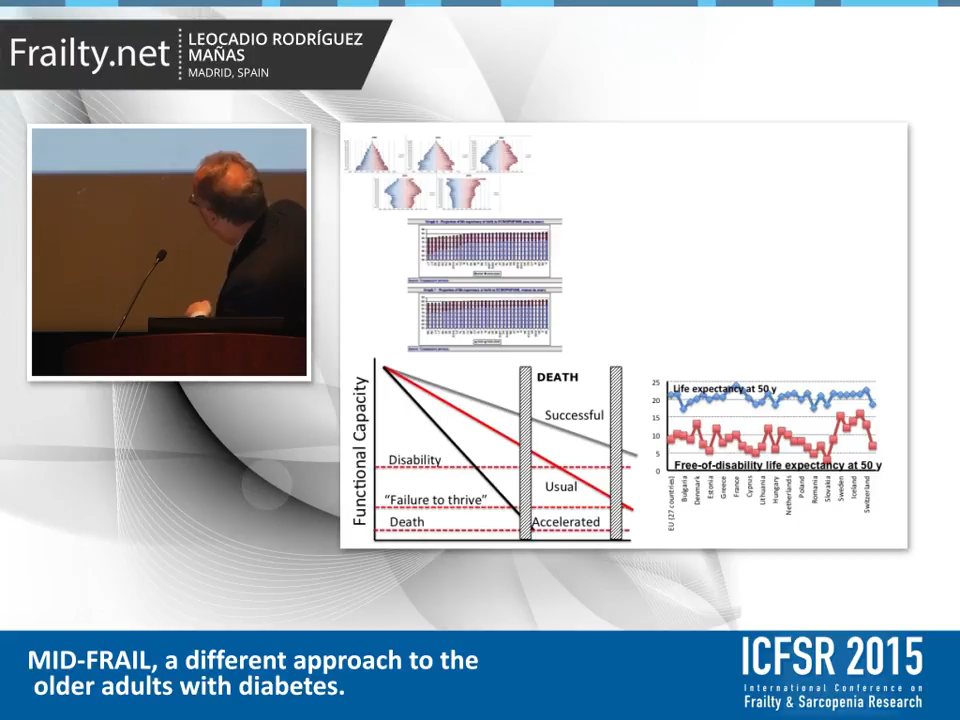 Frailty.net
LEOCADIO RODRÍGUEZ
MAÑAS
MADRID, SPAIN
Functional Capacity
DEATH
Successful
Disability
Usual
"Failure to thrive"
Death
Accelerated
25
20
15
10
5
0
Life expectancy at 50 y
Free-of-disability life expectancy at 50 y
EU (27 countries)
Bulgaria
Denmark
Estonia
Greece
France
Cyprus
Lithuania
Hungary
Netherlands
Poland
Romania
Slovakia
Sweden
Iceland
Switzerland
MID-FRAIL, a different approach to the
older adults with diabetes.
ICFSR 2015
International Conference on
Frailty & Sarcopenia Research